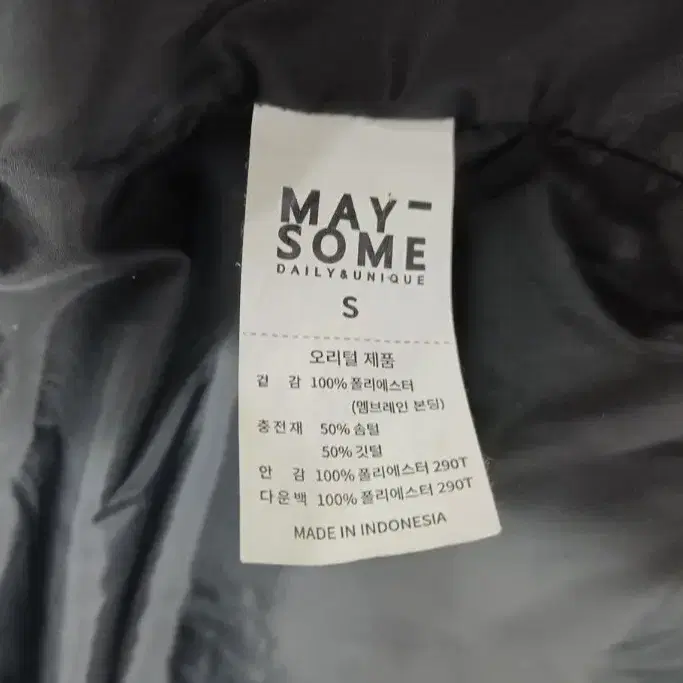 MAY-
SOME
DAILY&UNIQUE
S
오리털 제품
겉 감 100% 폴리에스터
(멤브레인 본딩)
충전재 50% 솜털
50% 깃털
안 감 100% 폴리에스터 290T
다운백 100% 폴리에스터 290T
MADE IN INDONESIA